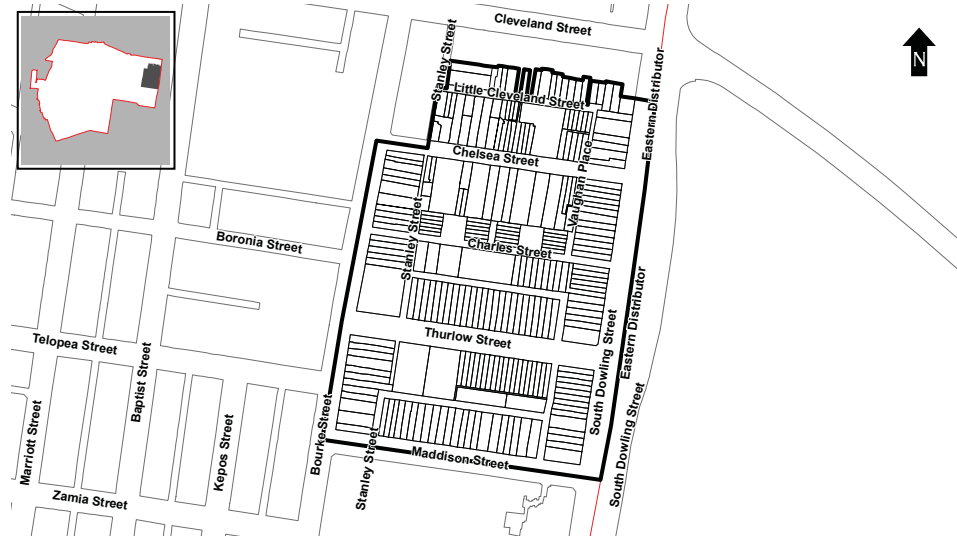 Cleveland Street
N
Stanley Street
Eastern Distributor
Little Cleveland Street
Chelsea Street
Vaughan Place
Stanley Street
Charles Street
Boronia Street
Eastern Distributor
South Dowling Street
Thurlow Street
Telopea Street
Baptist Street
South Dowling Street
Marriott Street
Kepos Street
Bourke Street
Stanley Street
Maddison Street
Zamia Street